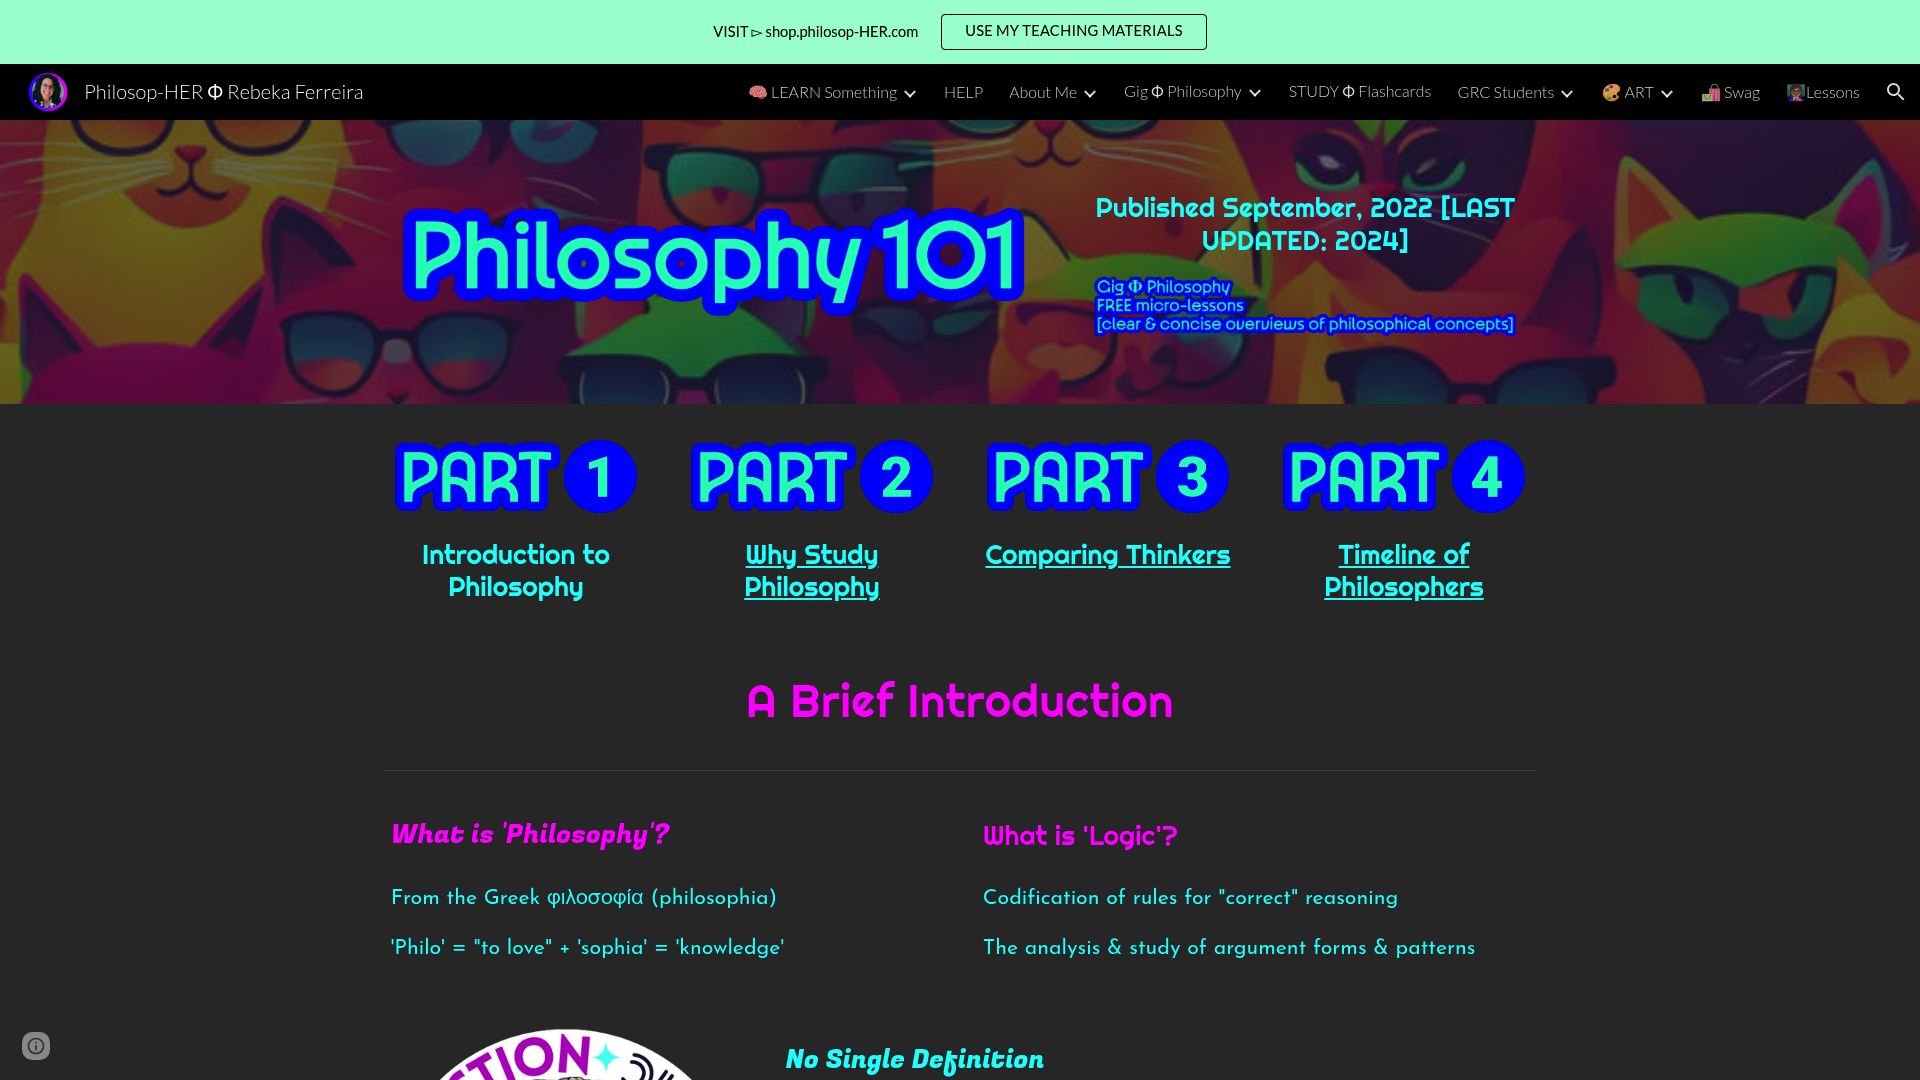 VISIT ▻ shop.philosop-HER.com
USE MY TEACHING MATERIALS
Philosop-HER Φ Rebeka Ferreira
🧠 LEARN Something
HELP
About Me
Gig Φ Philosophy
STUDY Φ Flashcards
GRC Students
🎨 ART
🛍️ Swag
👩🏽‍🏫Lessons
Philosophy 101
Published September, 2022 [LAST
UPDATED: 2024]
Gig Φ Philosophy
FREE micro-lessons
[clear & concise overviews of philosophical concepts]
PART 1
PART 2
PART 3
PART 4
Introduction to
Philosophy
Why Study
Philosophy
Comparing Thinkers
Timeline of
Philosophers
A Brief Introduction
What is 'Philosophy'?
From the Greek φιλοσοφία (philosophia)
'Philo' = "to love" + 'sophia' = 'knowledge'
What is 'Logic'?
Codification of rules for "correct" reasoning
The analysis & study of argument forms & patterns
No Single Definition